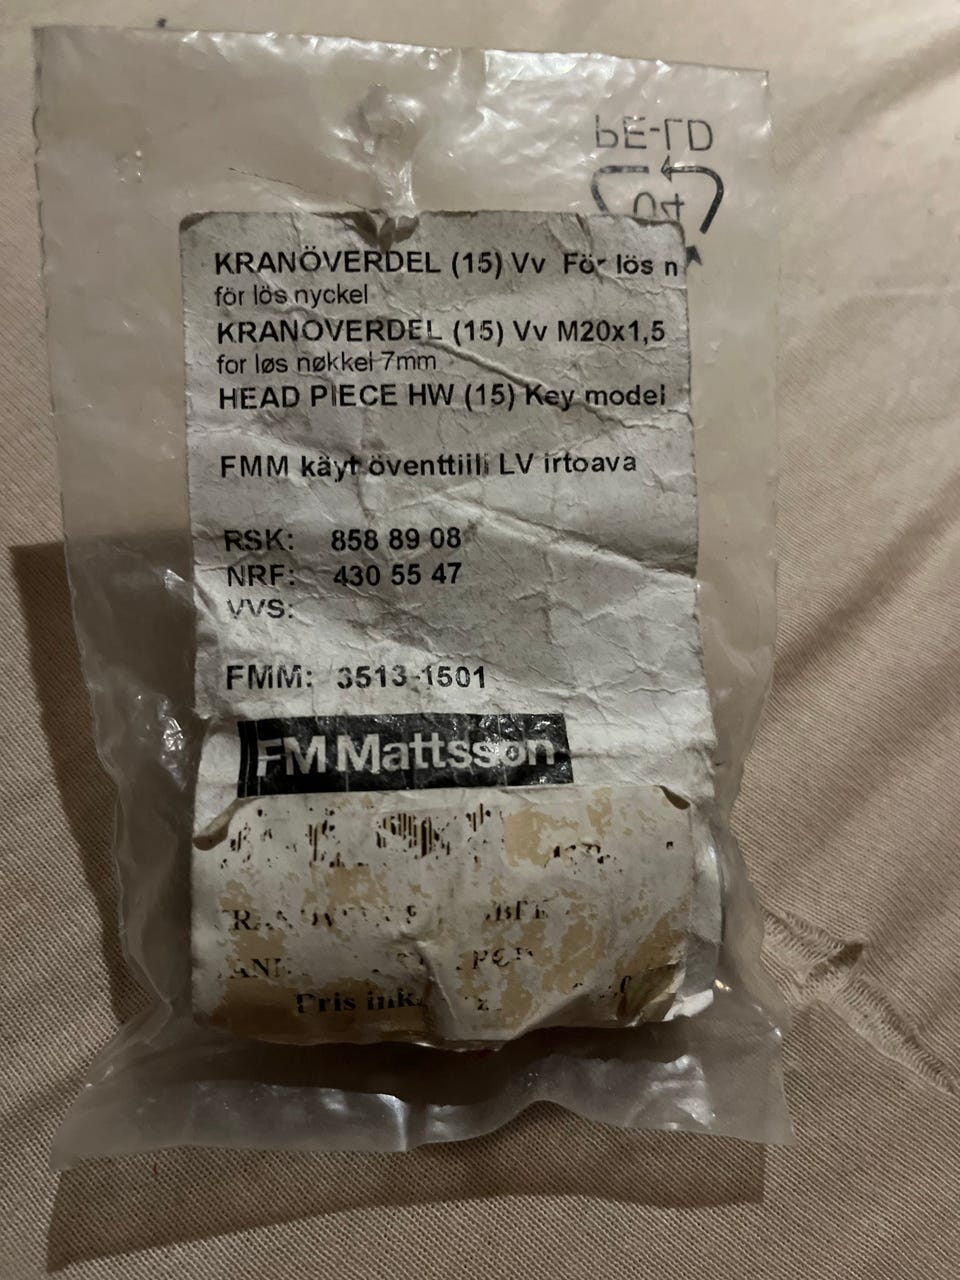 PE-LD
04
KRANÖVERDEL (15) Vv För lös n
för lös nyckel
KRANÖVERDEL (15) Vv M20x1,5
for løs nøkkel 7mm
HEAD PIECE HW (15) Key model
FMM käyt öventtiili LV irtoava
RSK: 858 89 08
NRF: 430 55 47
VVS:
FMM: 3513-1501
FM Mattsson
Pris